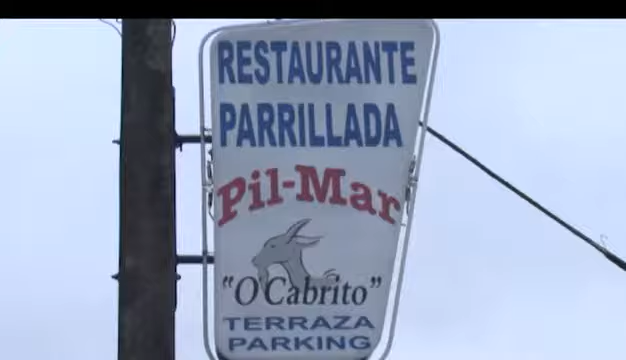 RESTAURANTE
PARRILLADA
Pil-Mar
"O'Cabrito"
TERRAZA
PARKING